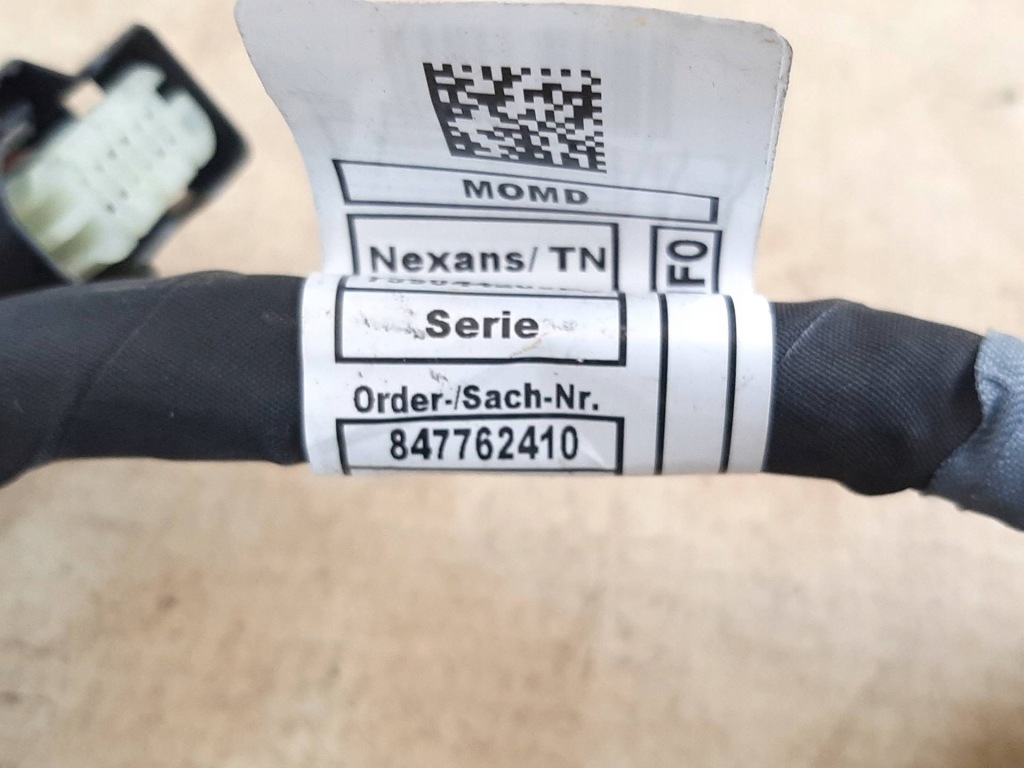 MOMD
Nexans/ TN
FO
Serie
Order-/Sach-Nr.
847762410